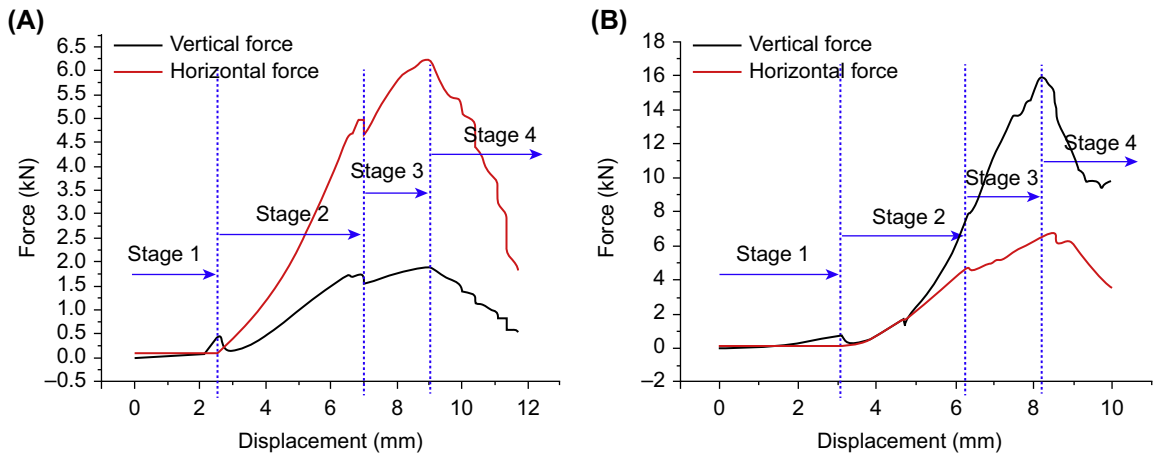 (A)
Vertical force
Horizontal force
6.5
6.0
5.5
5.0
4.5
4.0
3.5
3.0
2.5
2.0
1.5
1.0
0.5
0.0
–0.5
Force (kN)
Stage 1
Stage 2
Stage 3
Stage 4
0 2 4 6 8 10 12
Displacement (mm)
(B)
Vertical force
Horizontal force
18
16
14
12
10
8
6
4
2
0
–2
Force (kN)
Stage 1
Stage 2
Stage 3
Stage 4
0 2 4 6 8 10
Displacement (mm)